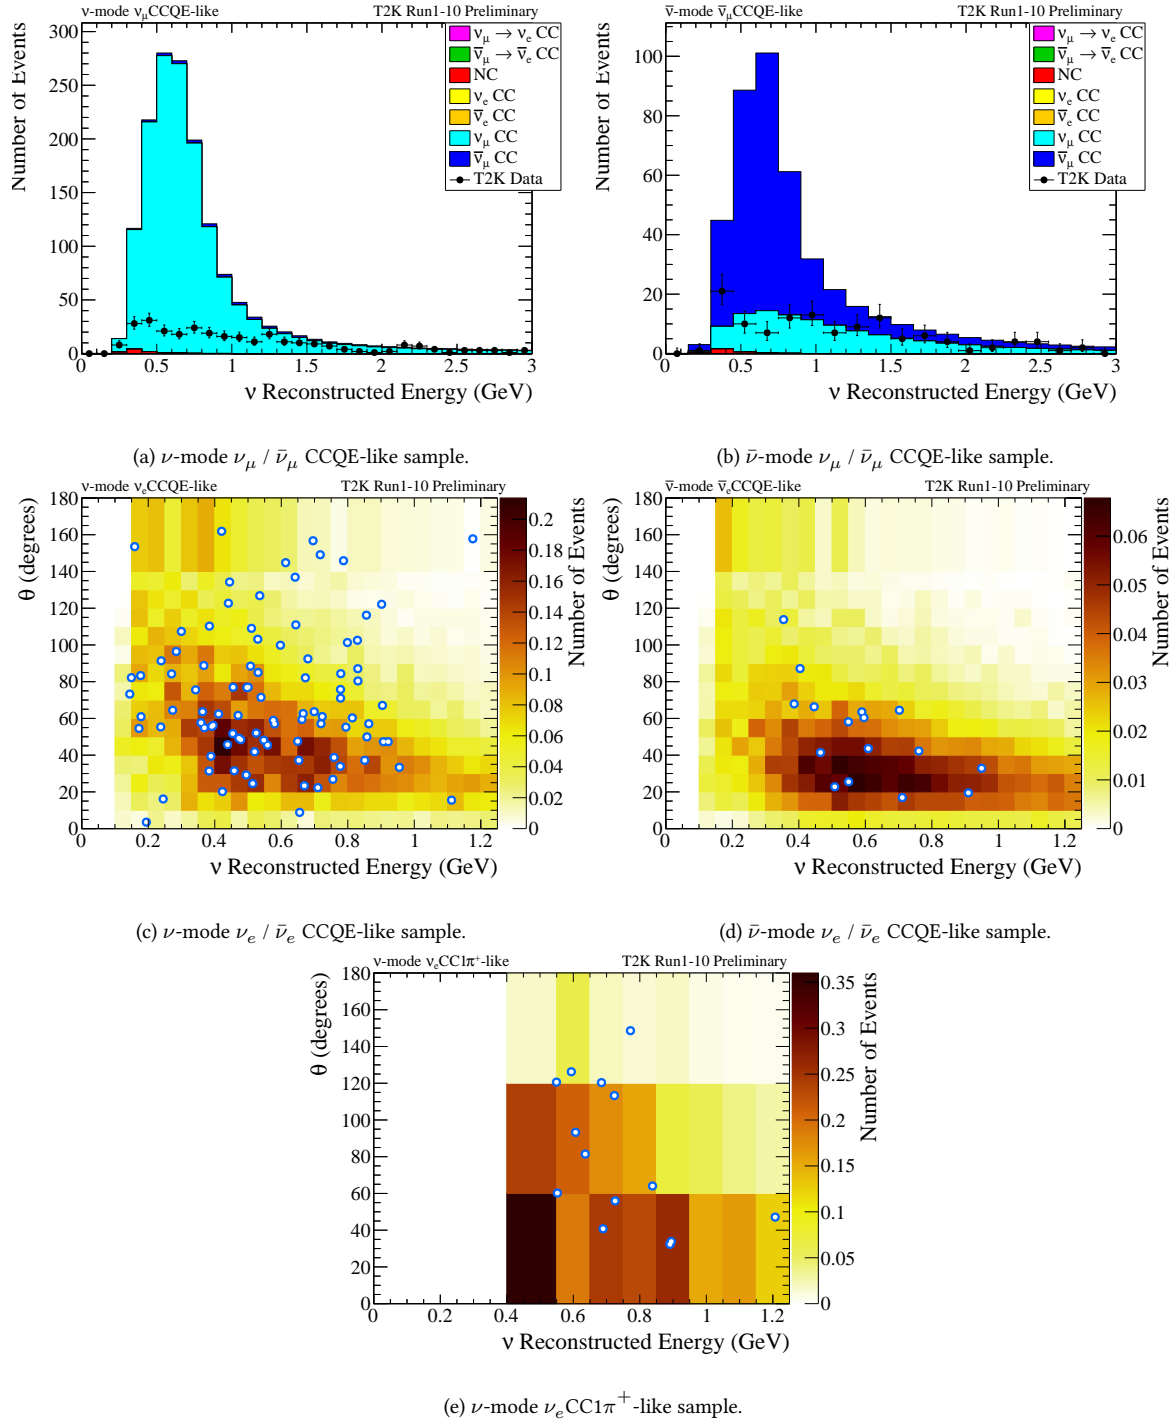 ν-mode ν_μCCQE-like T2K Run1-10 Preliminary
Number of Events
300
250
200
150
100
50
0
0 0.5 1 1.5 2 2.5 3
ν Reconstructed Energy (GeV)
ν_μ → ν_e CC
ν̄_μ → ν̄_e CC
NC
ν_e CC
ν̄_e CC
ν_μ CC
ν̄_μ CC
T2K Data
ν̄-mode ν̄_μCCQE-like T2K Run1-10 Preliminary
Number of Events
100
80
60
40
20
0
0 0.5 1 1.5 2 2.5 3
ν Reconstructed Energy (GeV)
ν_μ → ν_e CC
ν̄_μ → ν̄_e CC
NC
ν_e CC
ν̄_e CC
ν_μ CC
ν̄_μ CC
T2K Data
(a) ν-mode ν_μ / ν̄_μ CCQE-like sample.
(b) ν̄-mode ν_μ / ν̄_μ CCQE-like sample.
ν-mode ν_eCCQE-like T2K Run1-10 Preliminary
θ (degrees)
180
160
140
120
100
80
60
40
20
0
0 0.2 0.4 0.6 0.8 1 1.2
ν Reconstructed Energy (GeV)
0.2
0.18
0.16
0.14
0.12
0.1
0.08
0.06
0.04
0.02
0
Number of Events
ν̄-mode ν̄_eCCQE-like T2K Run1-10 Preliminary
θ (degrees)
180
160
140
120
100
80
60
40
20
0
0 0.2 0.4 0.6 0.8 1 1.2
ν Reconstructed Energy (GeV)
0.06
0.05
0.04
0.03
0.02
0.01
0
Number of Events
(c) ν-mode ν_e / ν̄_e CCQE-like sample.
(d) ν̄-mode ν_e / ν̄_e CCQE-like sample.
ν-mode ν_eCC1π⁺-like T2K Run1-10 Preliminary
θ (degrees)
180
160
140
120
100
80
60
40
20
0
0 0.2 0.4 0.6 0.8 1 1.2
ν Reconstructed Energy (GeV)
0.35
0.3
0.25
0.2
0.15
0.1
0.05
0
Number of Events
(e) ν-mode ν_eCC1π⁺-like sample.